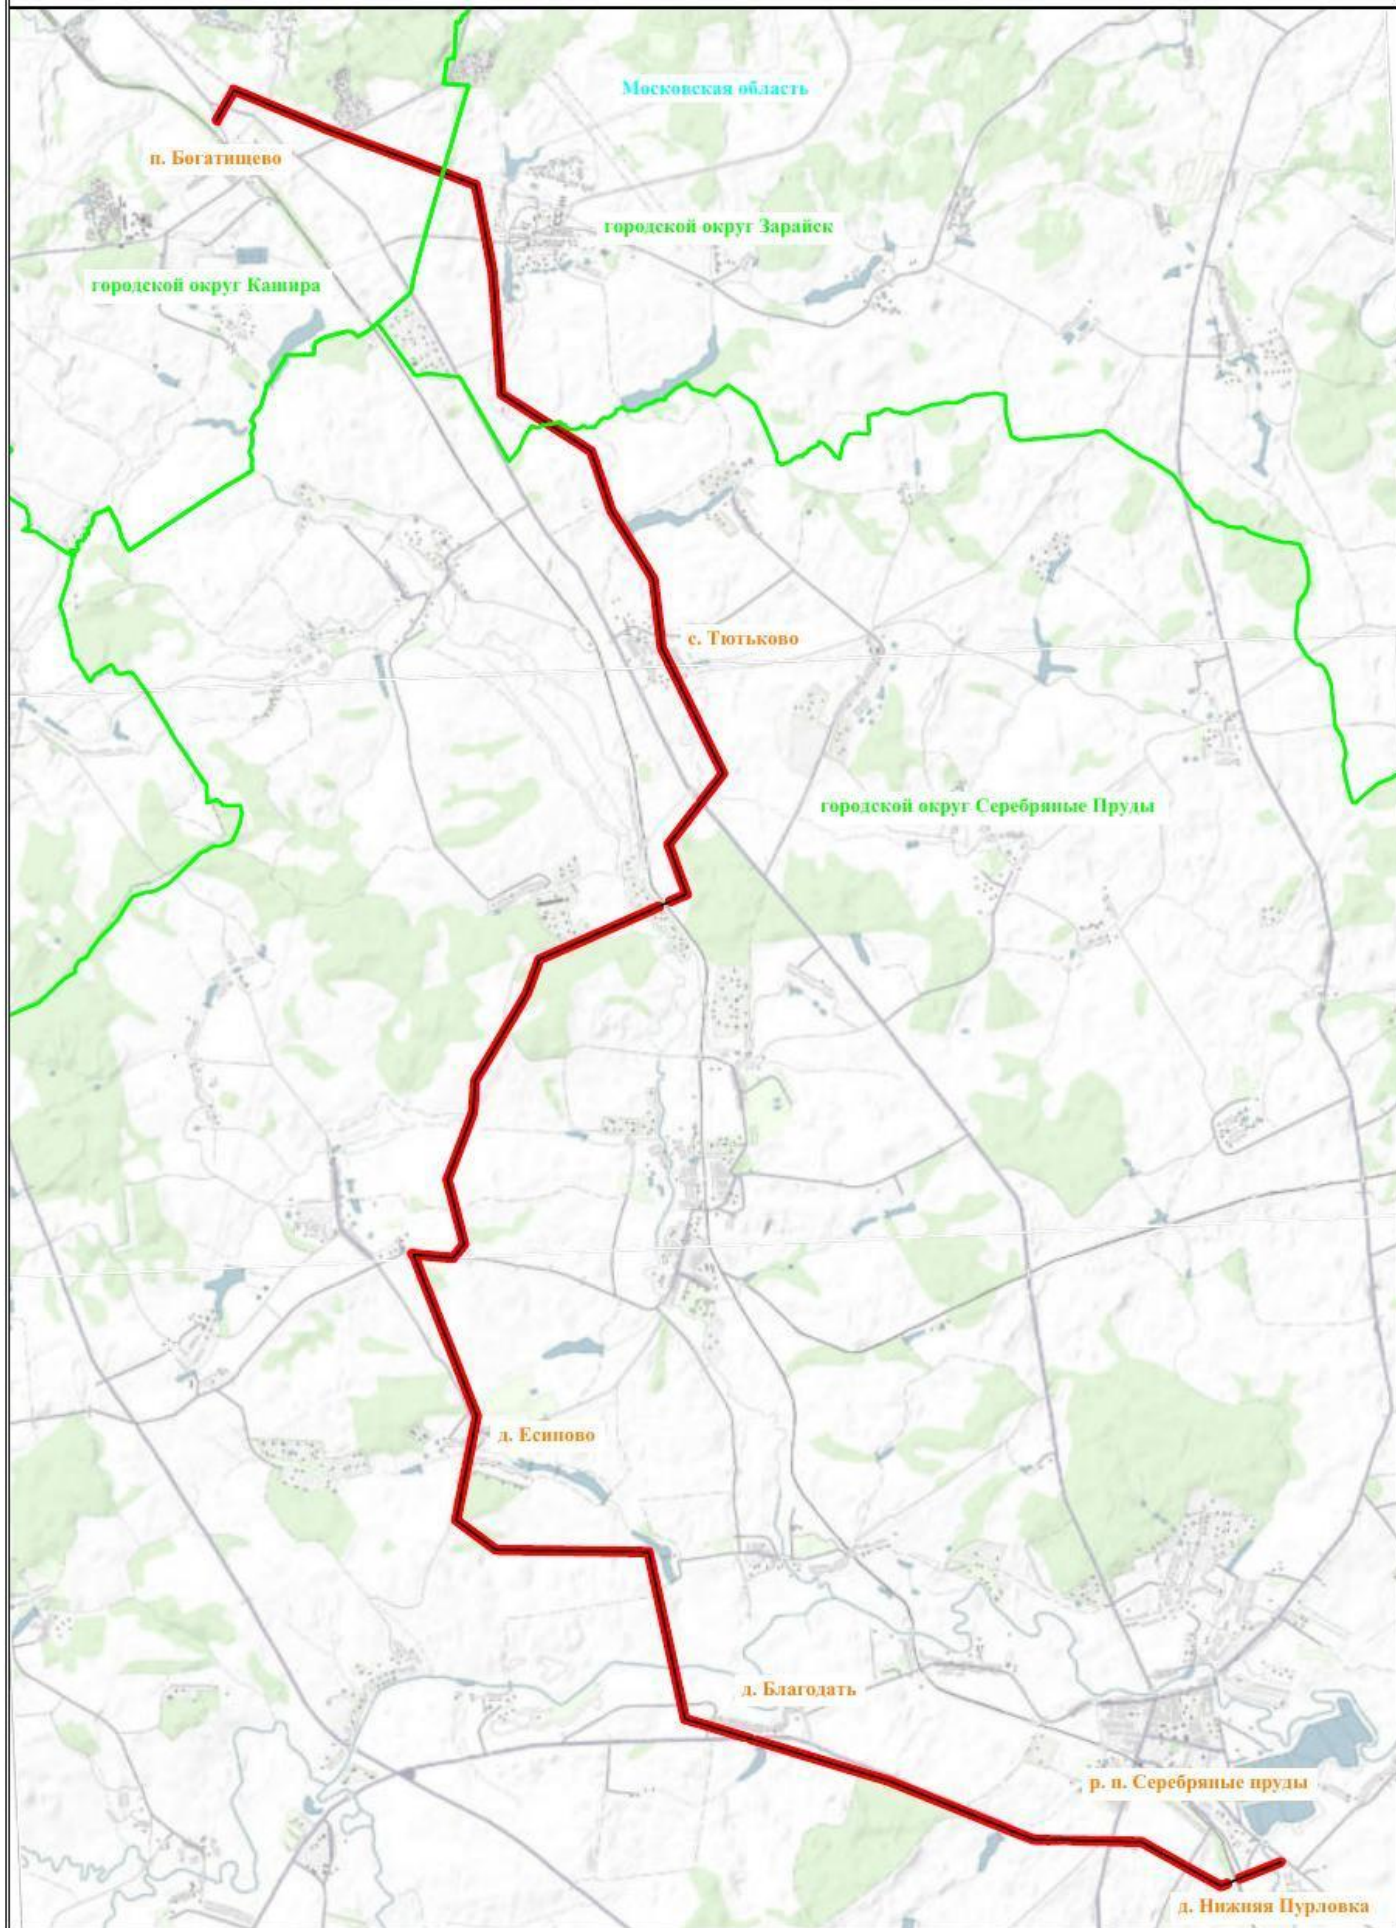 Московская область
п. Богатищево
городской округ Зарайск
городской округ Кашира
с. Тютьково
городской округ Серебряные Пруды
д. Есипово
д. Благодать
р. п. Серебряные пруды
д. Нижняя Пурловка